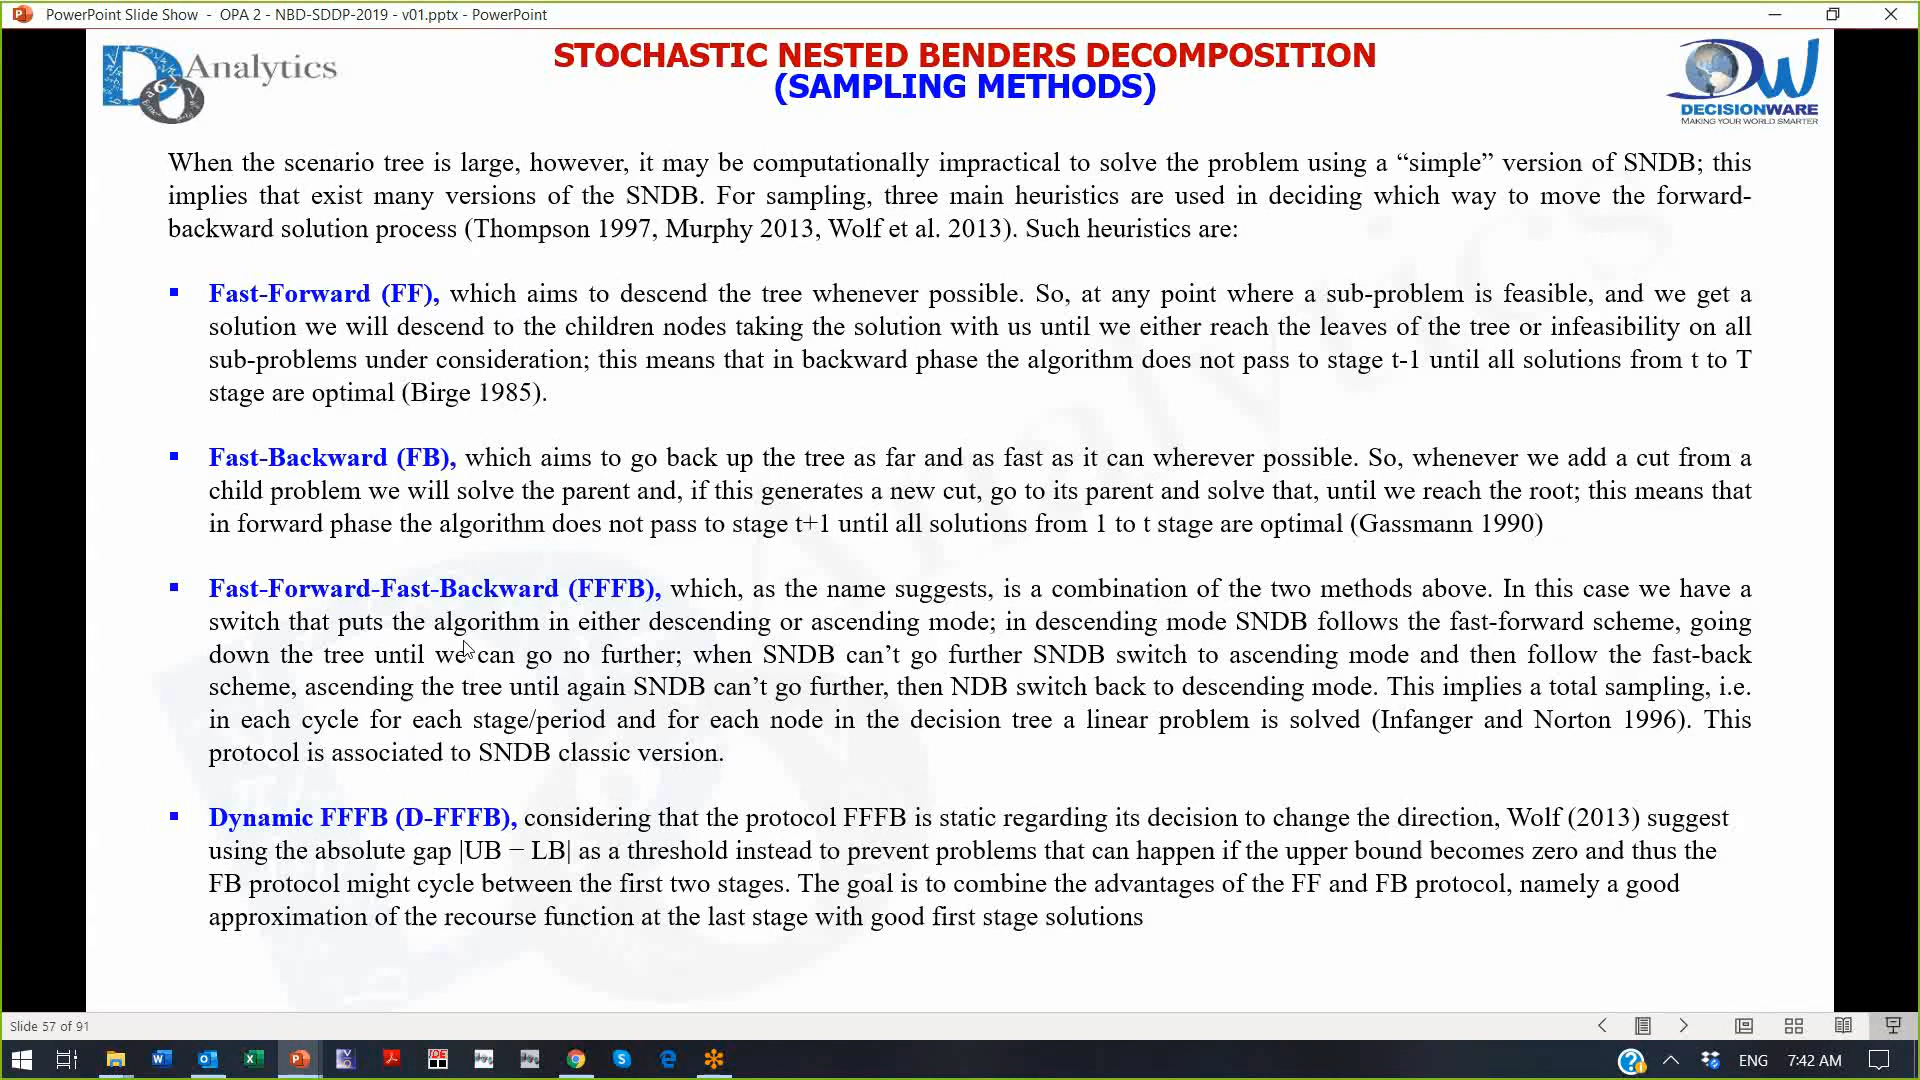 PowerPoint Slide Show - OPA 2 - NBD-SDDP-2019 - v01.pptx - PowerPoint
Analytics
STOCHASTIC NESTED BENDERS DECOMPOSITION
(SAMPLING METHODS)
DW
DECISIONWARE
MAKING YOUR WORLD SMARTER
When the scenario tree is large, however, it may be computationally impractical to solve the problem using a “simple” version of SNDB; this
implies that exist many versions of the SNDB. For sampling, three main heuristics are used in deciding which way to move the forward-
backward solution process (Thompson 1997, Murphy 2013, Wolf et al. 2013). Such heuristics are:
▪ Fast-Forward (FF), which aims to descend the tree whenever possible. So, at any point where a sub-problem is feasible, and we get a
solution we will descend to the children nodes taking the solution with us until we either reach the leaves of the tree or infeasibility on all
sub-problems under consideration; this means that in backward phase the algorithm does not pass to stage t-1 until all solutions from t to T
stage are optimal (Birge 1985).
▪ Fast-Backward (FB), which aims to go back up the tree as far and as fast as it can wherever possible. So, whenever we add a cut from a
child problem we will solve the parent and, if this generates a new cut, go to its parent and solve that, until we reach the root; this means that
in forward phase the algorithm does not pass to stage t+1 until all solutions from 1 to t stage are optimal (Gassmann 1990)
▪ Fast-Forward-Fast-Backward (FFFB), which, as the name suggests, is a combination of the two methods above. In this case we have a
switch that puts the algorithm in either descending or ascending mode; in descending mode SNDB follows the fast-forward scheme, going
down the tree until we can go no further; when SNDB can’t go further SNDB switch to ascending mode and then follow the fast-back
scheme, ascending the tree until again SNDB can’t go further, then NDB switch back to descending mode. This implies a total sampling, i.e.
in each cycle for each stage/period and for each node in the decision tree a linear problem is solved (Infanger and Norton 1996). This
protocol is associated to SNDB classic version.
▪ Dynamic FFFB (D-FFFB), considering that the protocol FFFB is static regarding its decision to change the direction, Wolf (2013) suggest
using the absolute gap |UB − LB| as a threshold instead to prevent problems that can happen if the upper bound becomes zero and thus the
FB protocol might cycle between the first two stages. The goal is to combine the advantages of the FF and FB protocol, namely a good
approximation of the recourse function at the last stage with good first stage solutions
Slide 57 of 91
ENG 7:42 AM